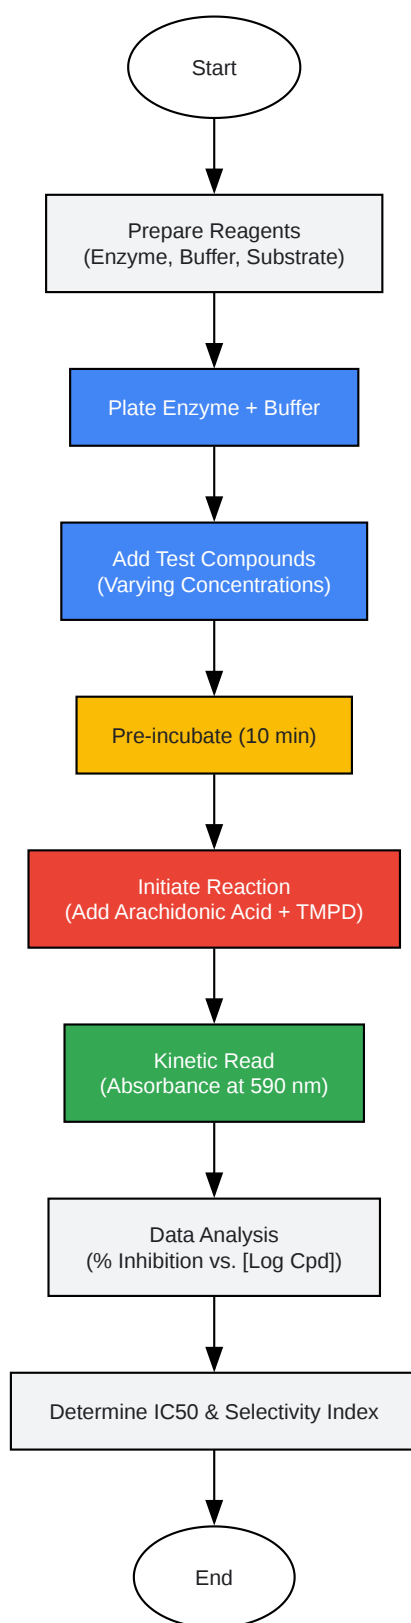 Start
Prepare Reagents
(Enzyme, Buffer, Substrate)
Plate Enzyme + Buffer
Add Test Compounds
(Varying Concentrations)
Pre-incubate (10 min)
Initiate Reaction
(Add Arachidonic Acid + TMPD)
Kinetic Read
(Absorbance at 590 nm)
Data Analysis
(% Inhibition vs. [Log Cpd])
Determine IC50 & Selectivity Index
End